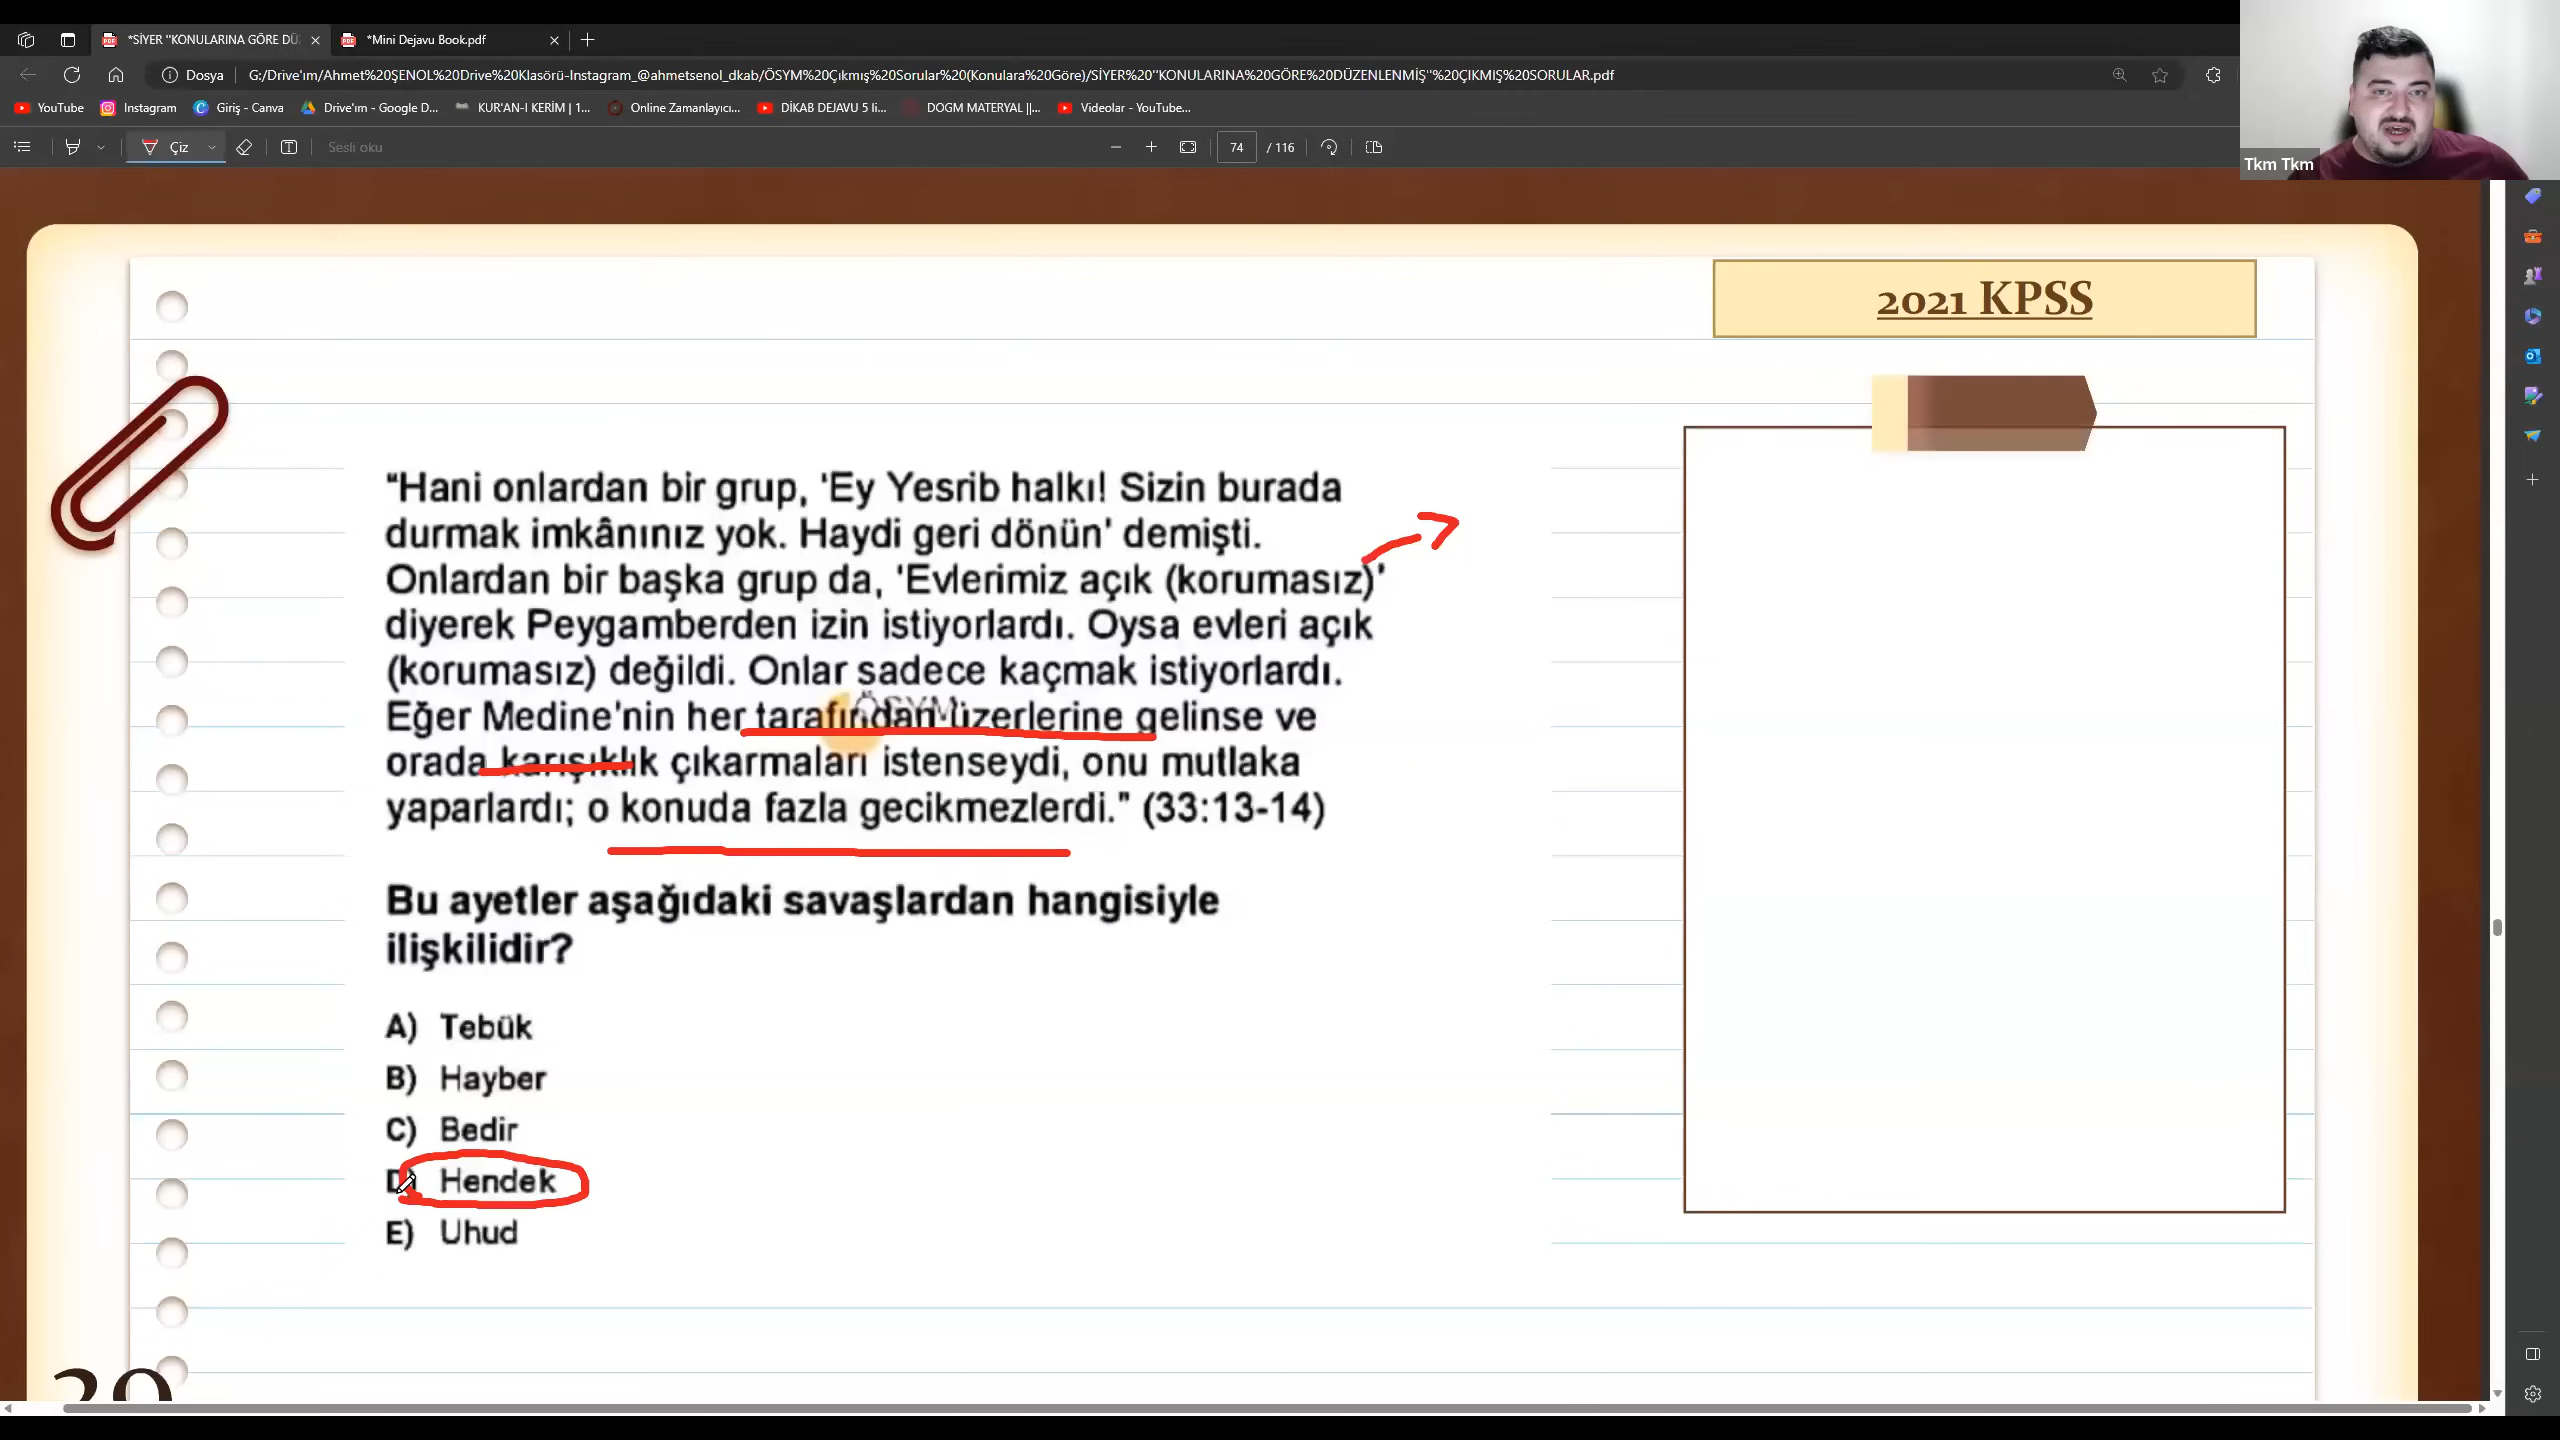 *SİYER "KONULARINA GÖRE DÜ
*Mini Dejavu Book.pdf
Dosya
G:/Drive'ım/Ahmet%20ŞENOL%20Drive%20Klasörü-Instagram_@ahmetsenol_dkab/ÖSYM%20Çıkmış%20Sorular%20(Konulara%20Göre)/SİYER%20''KONULARINA%20GÖRE%20DÜZENLENMİŞ''%20ÇIKMIŞ%20SORULAR.pdf
YouTube
Instagram
Giriş - Canva
Drive'ım - Google D...
KUR'AN-I KERİM | 1...
Online Zamanlayıcı...
DİKAB DEJAVU 5 li...
DOGM MATERYAL ||...
Videolar - YouTube...
Çiz
Sesli oku
74 / 116
Tkm Tkm
2021 KPSS
"Hani onlardan bir grup, 'Ey Yesrib halkı! Sizin burada
durmak imkânınız yok. Haydi geri dönün' demişti.
Onlardan bir başka grup da, 'Evlerimiz açık (korumasız)'
diyerek Peygamberden izin istiyorlardı. Oysa evleri açık
(korumasız) değildi. Onlar sadece kaçmak istiyorlardı.
ÖSYM
Eğer Medine'nin her tarafından üzerlerine gelinse ve
orada karışıklık çıkarmaları istenseydi, onu mutlaka
yaparlardı; o konuda fazla gecikmezlerdi." (33:13-14)
Bu ayetler aşağıdaki savaşlardan hangisiyle
ilişkilidir?
A) Tebük
B) Hayber
C) Bedir
D) Hendek
E) Uhud